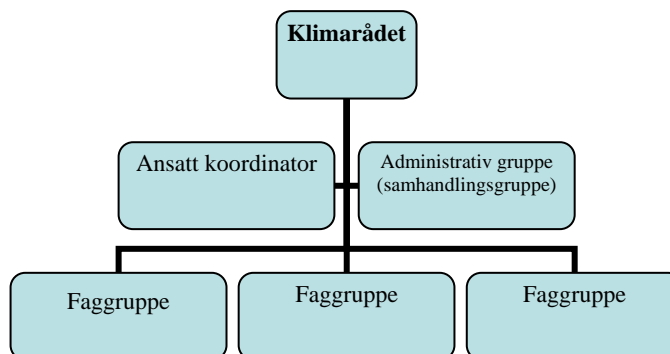 Klimarådet
Ansatt koordinator
Administrativ gruppe
(samhandlingsgruppe)
Faggruppe
Faggruppe
Faggruppe